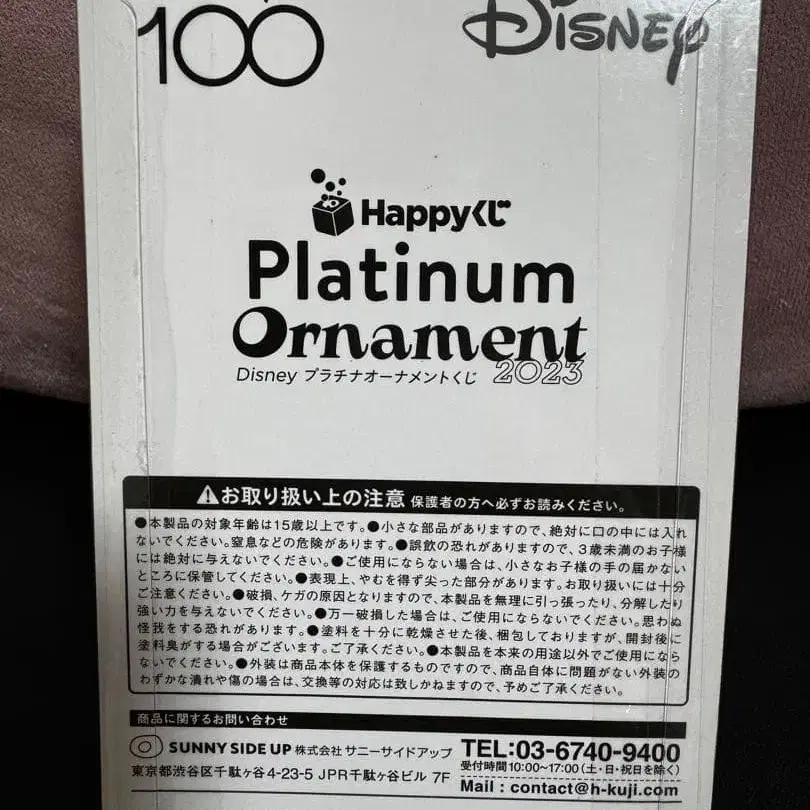 100
Disney
Happyくじ
Platinum
Ornament
2023
Disney プラチナオーナメントくじ
⚠お取り扱い上の注意 保護者の方へ必ずお読みください。
●本製品の対象年齢は15歳以上です。●小さな部品がありますので、絶対に口の中には入れ
ないでください。窒息などの危険があります。●誤飲の恐れがありますので、3歳未満のお子様
には絶対に与えないでください。●ご使用にならない場合は、小さなお子様の手の届かない
ところに保管してください。●表現上、やむを得ず尖った部分があります。お取り扱いには十分
ご注意ください。●破損、ケガの原因となりますので、本製品を無理に引っ張ったり、分解したり
強い力を与えないでください。●万一破損した場合は、ご使用にならないでください。思わぬ
怪我をする恐れがあります。●塗料を十分に乾燥させた後、梱包しておりますが、開封後に
塗料臭がする場合がございます。ご了承ください。●本製品を本来の用途以外でご使用になら
ないでください。●外装は商品本体を保護するものですので、商品自体に問題がない外装の
わずかな潰れや傷の場合は、交換等の対応は致しかねますので、予めご了承ください。
商品に関するお問い合わせ
SUNNY SIDE UP 株式会社 サニーサイドアップ
東京都渋谷区千駄ヶ谷4-23-5 JPR千駄ヶ谷ビル 7F
TEL:03-6740-9400
受付時間10:00~17:00(土・日・祝日を除く)
Mail : contact@h-kuji.com